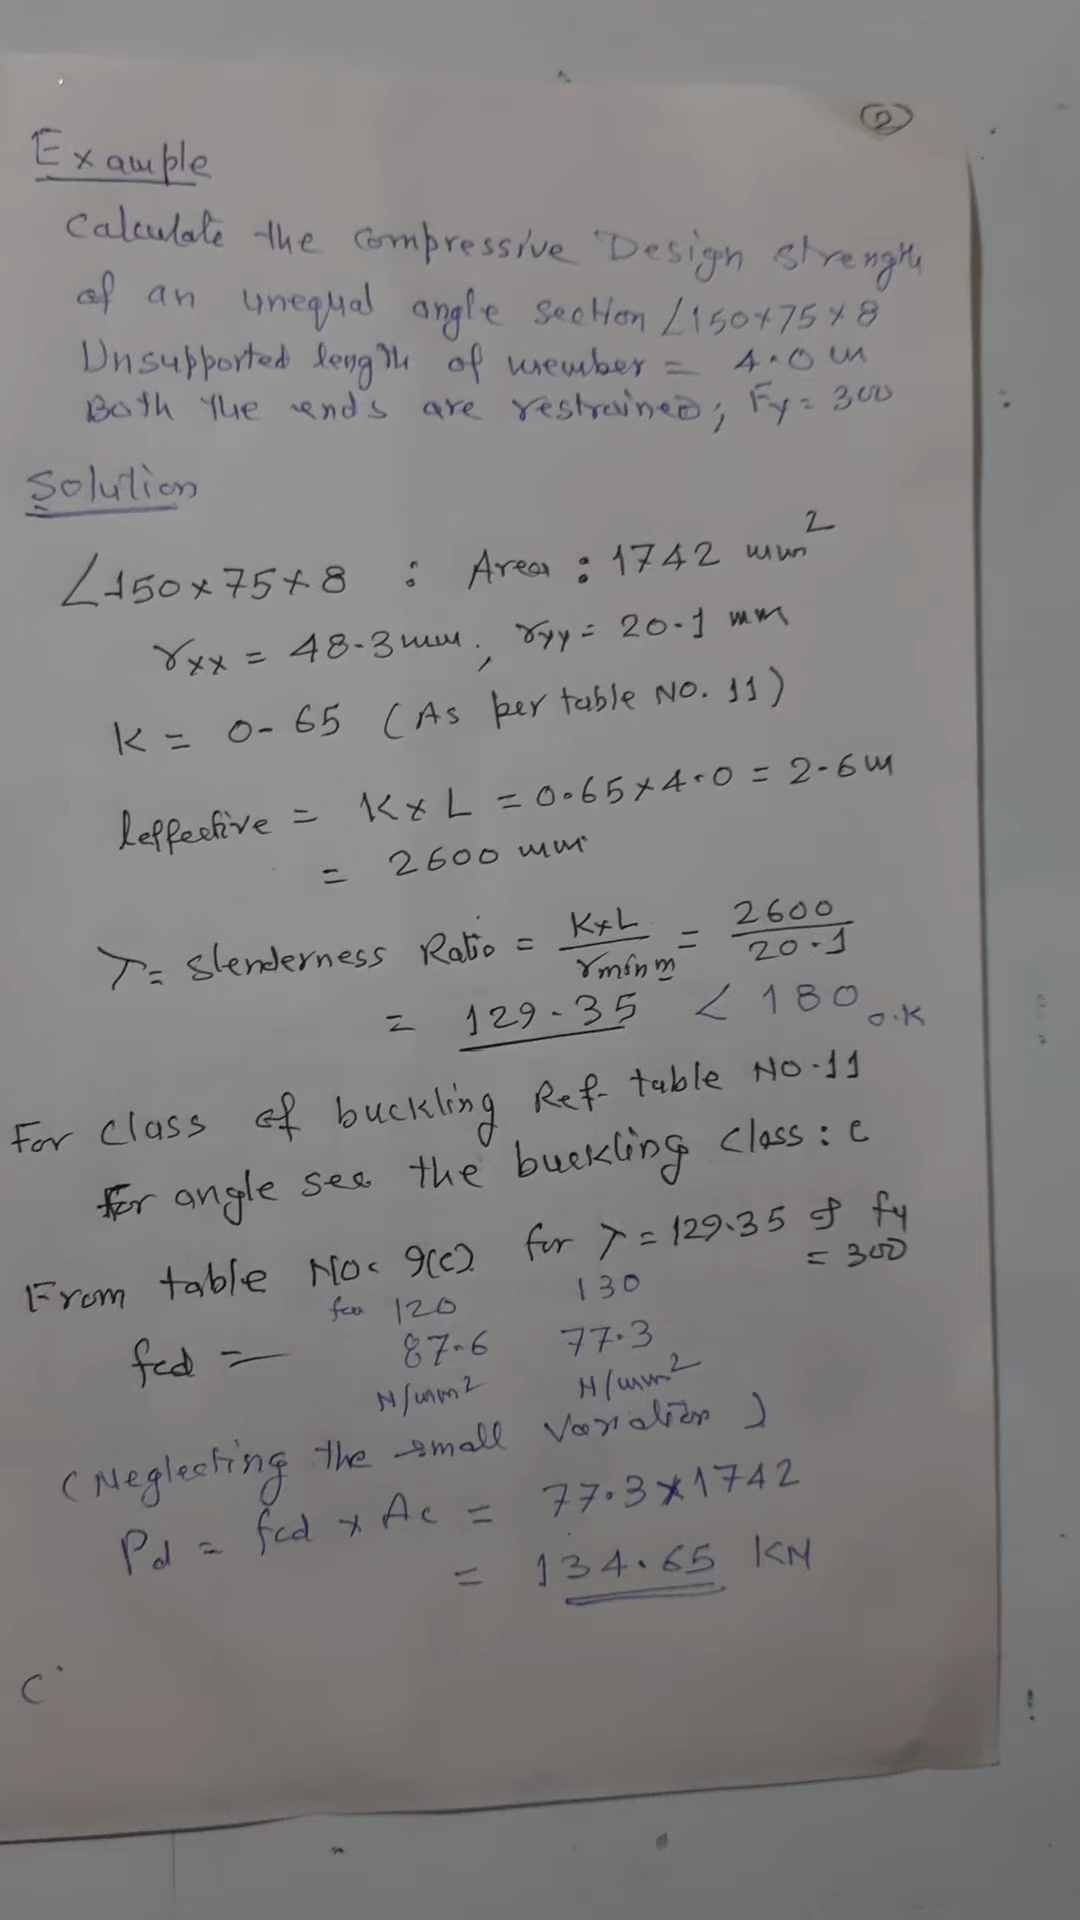 2
Example
Calculate the Compressive Design strength
of an unequal angle section ∠150×75×8
Unsupported length of member = 4.0 m
Both the ends are restrained; Fy = 300
Solution
∠150×75×8 : Area : 1742 mm²
rxx = 48.3 mm ; ryy = 20.1 mm
K = 0.65 (As per table No. 11)
leffective = K×L = 0.65×4.0 = 2.6 m
= 2600 mm
λ = Slenderness Ratio = K×L / rminm = 2600 / 20.1
= 129.35 < 180 o.K
For class of buckling Ref. table No. 11
For angle see the buckling class : c
From table No. 9(c) for λ = 129.35 & fy
= 300
for 120 130
fcd = 87.6 77.3
N/mm² N/mm²
(Neglecting the small variation)
Pd = fcd × Ac = 77.3×1742
= 134.65 KN